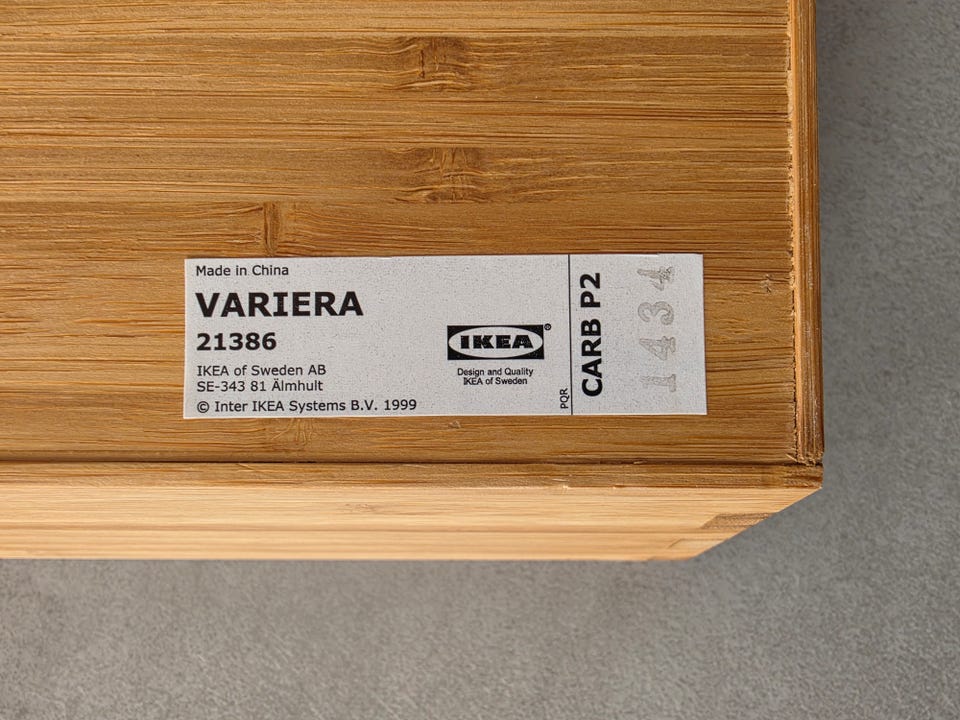 Made in China
VARIERA
21386
IKEA of Sweden AB
SE-343 81 Älmhult
© Inter IKEA Systems B.V. 1999
IKEA®
Design and Quality
IKEA of Sweden
PQR
CARB P2
1434